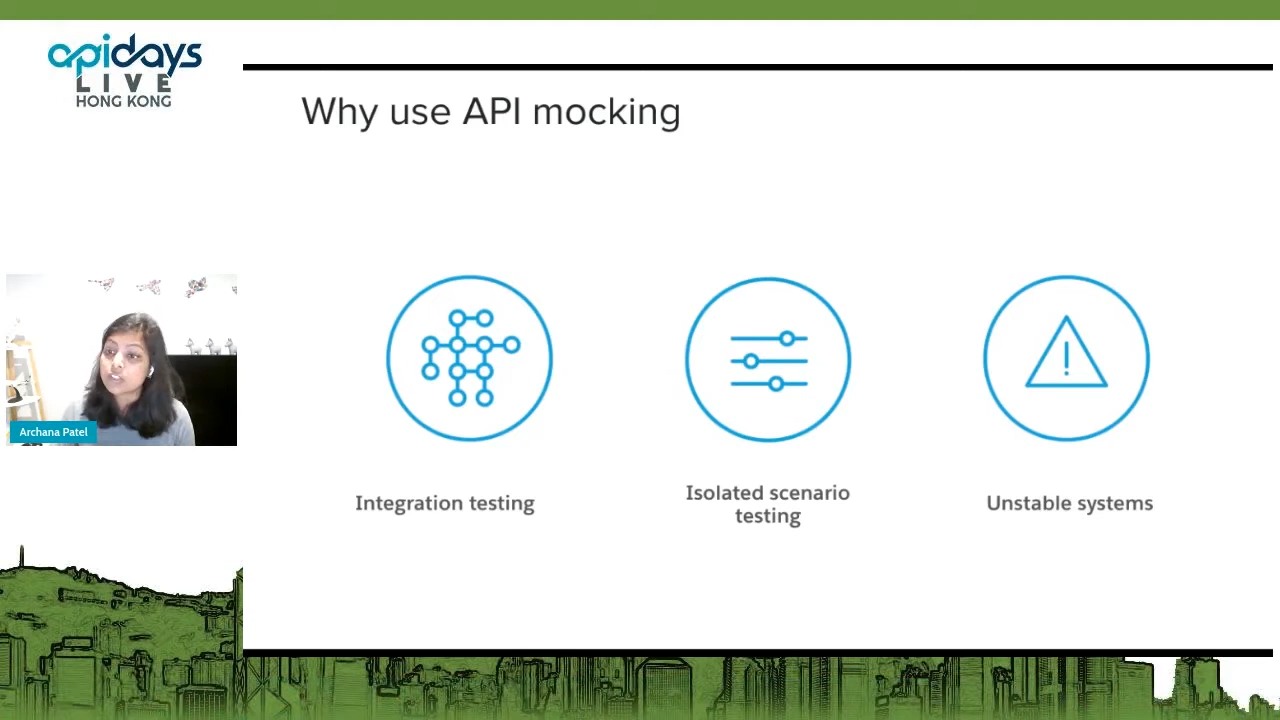 apidays
LIVE
HONG KONG
Why use API mocking
Archana Patel
Integration testing
Isolated scenario
testing
Unstable systems